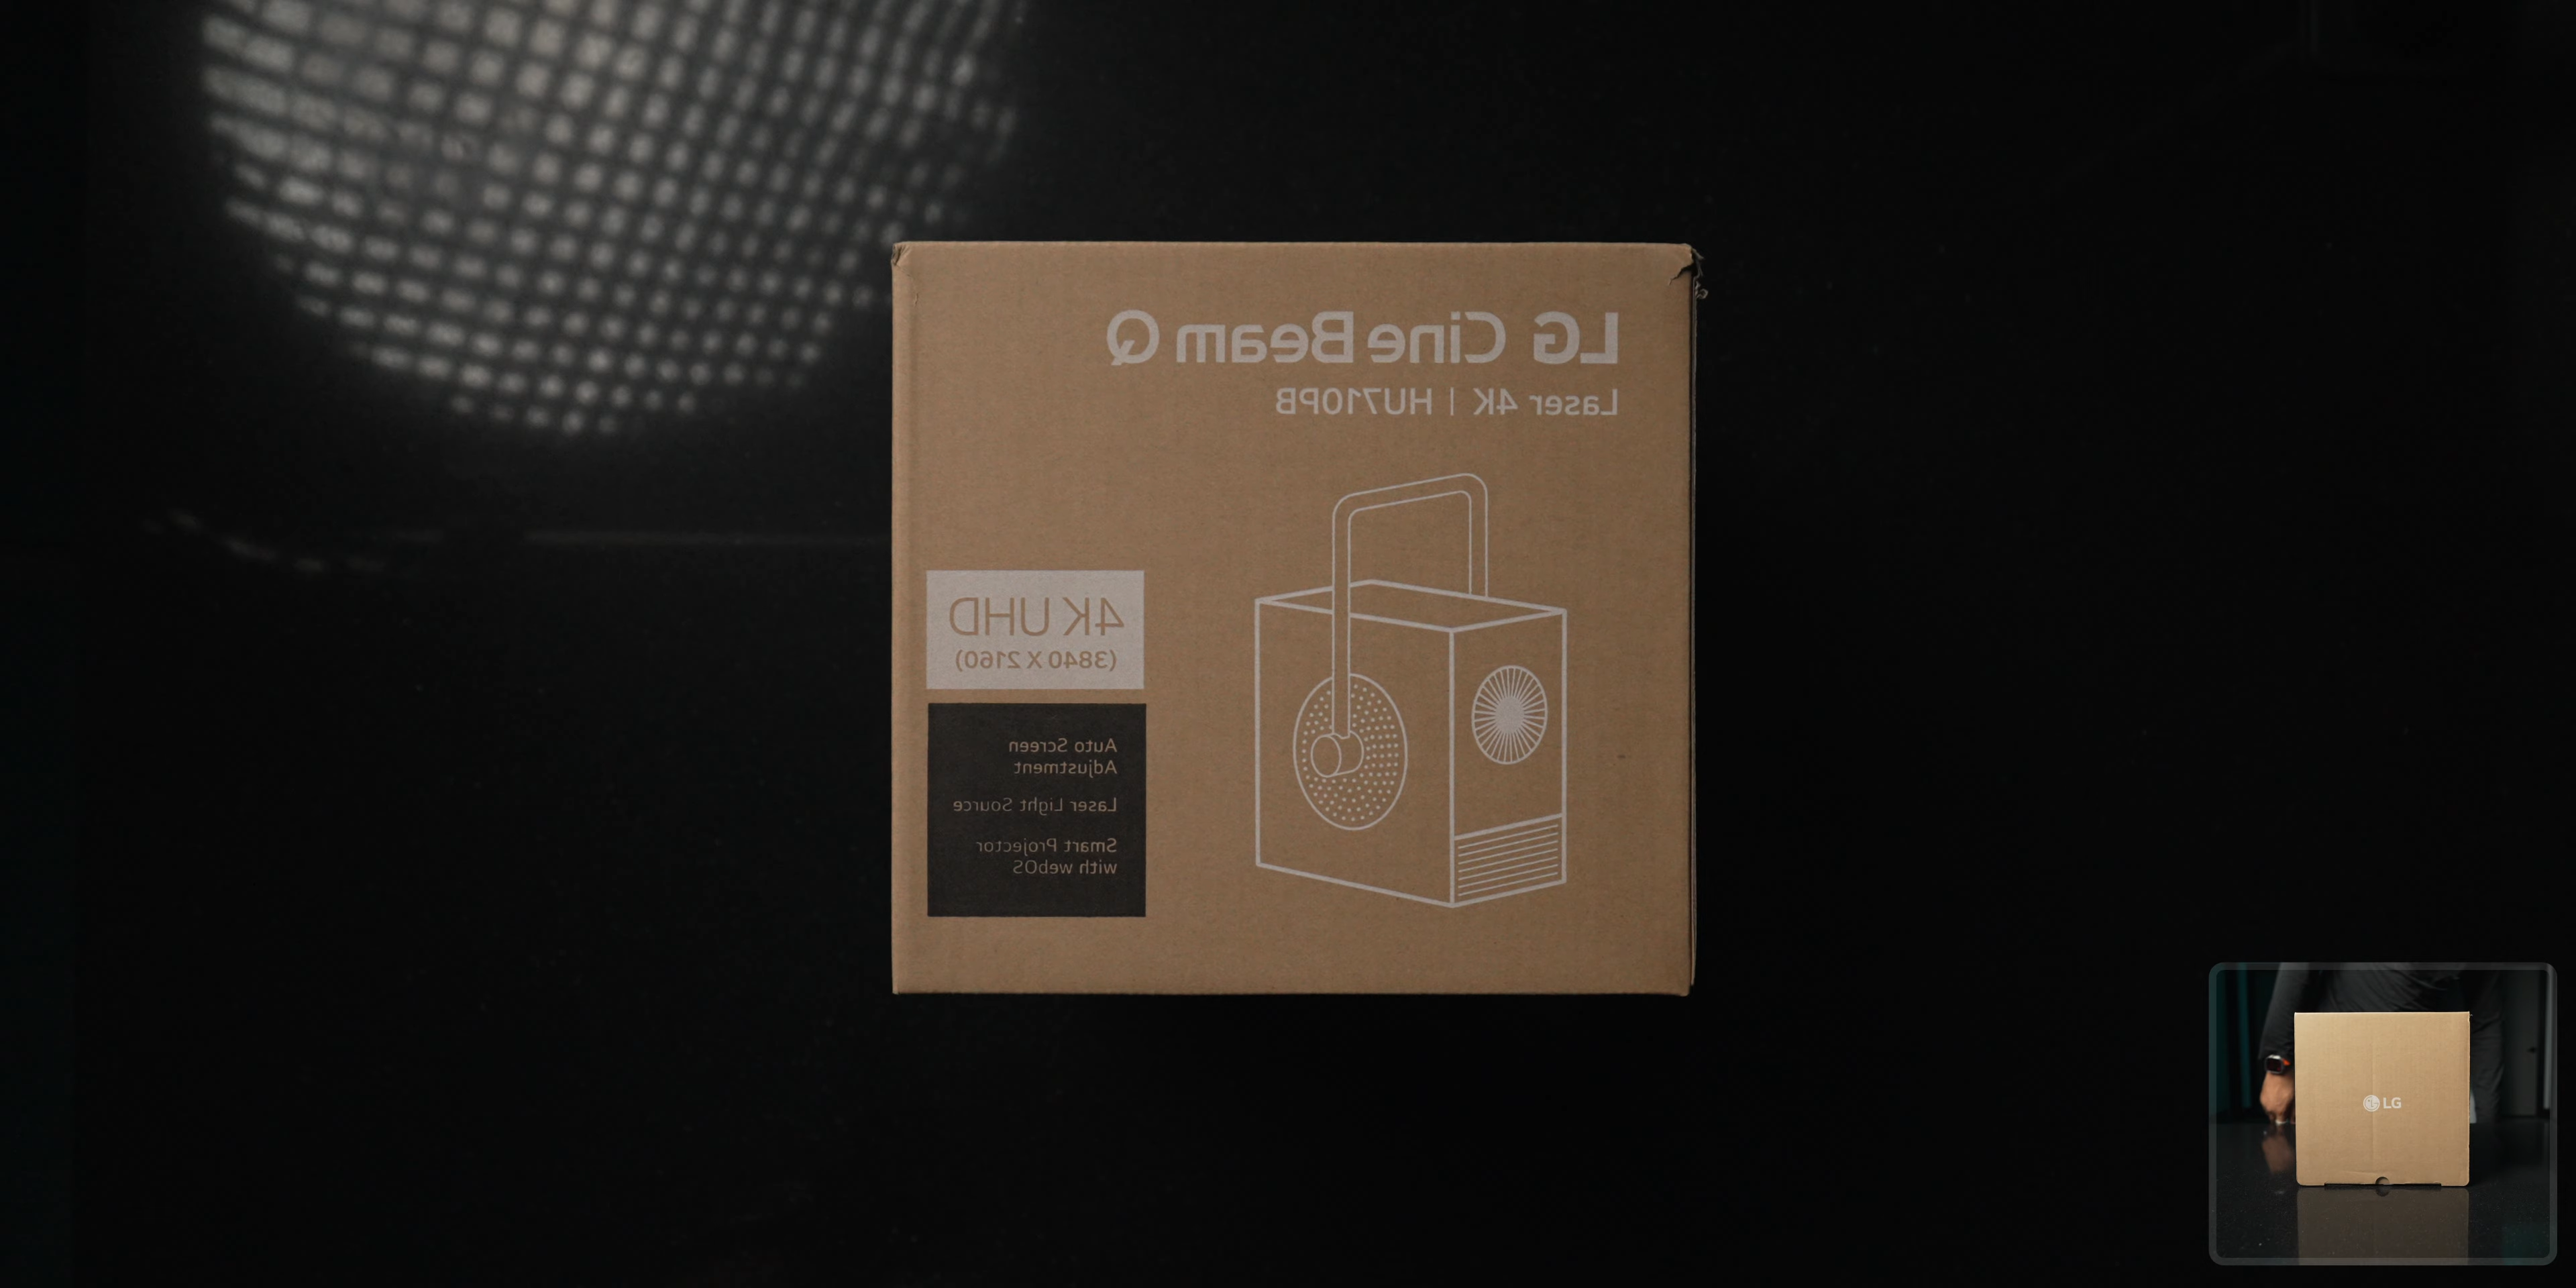 LG Cine Beam Q
Laser 4K | HU710PB
4K UHD
(3840 X 2160)
Auto Screen
Adjustment
Laser Light Source
Smart Projector
with webOS
LG